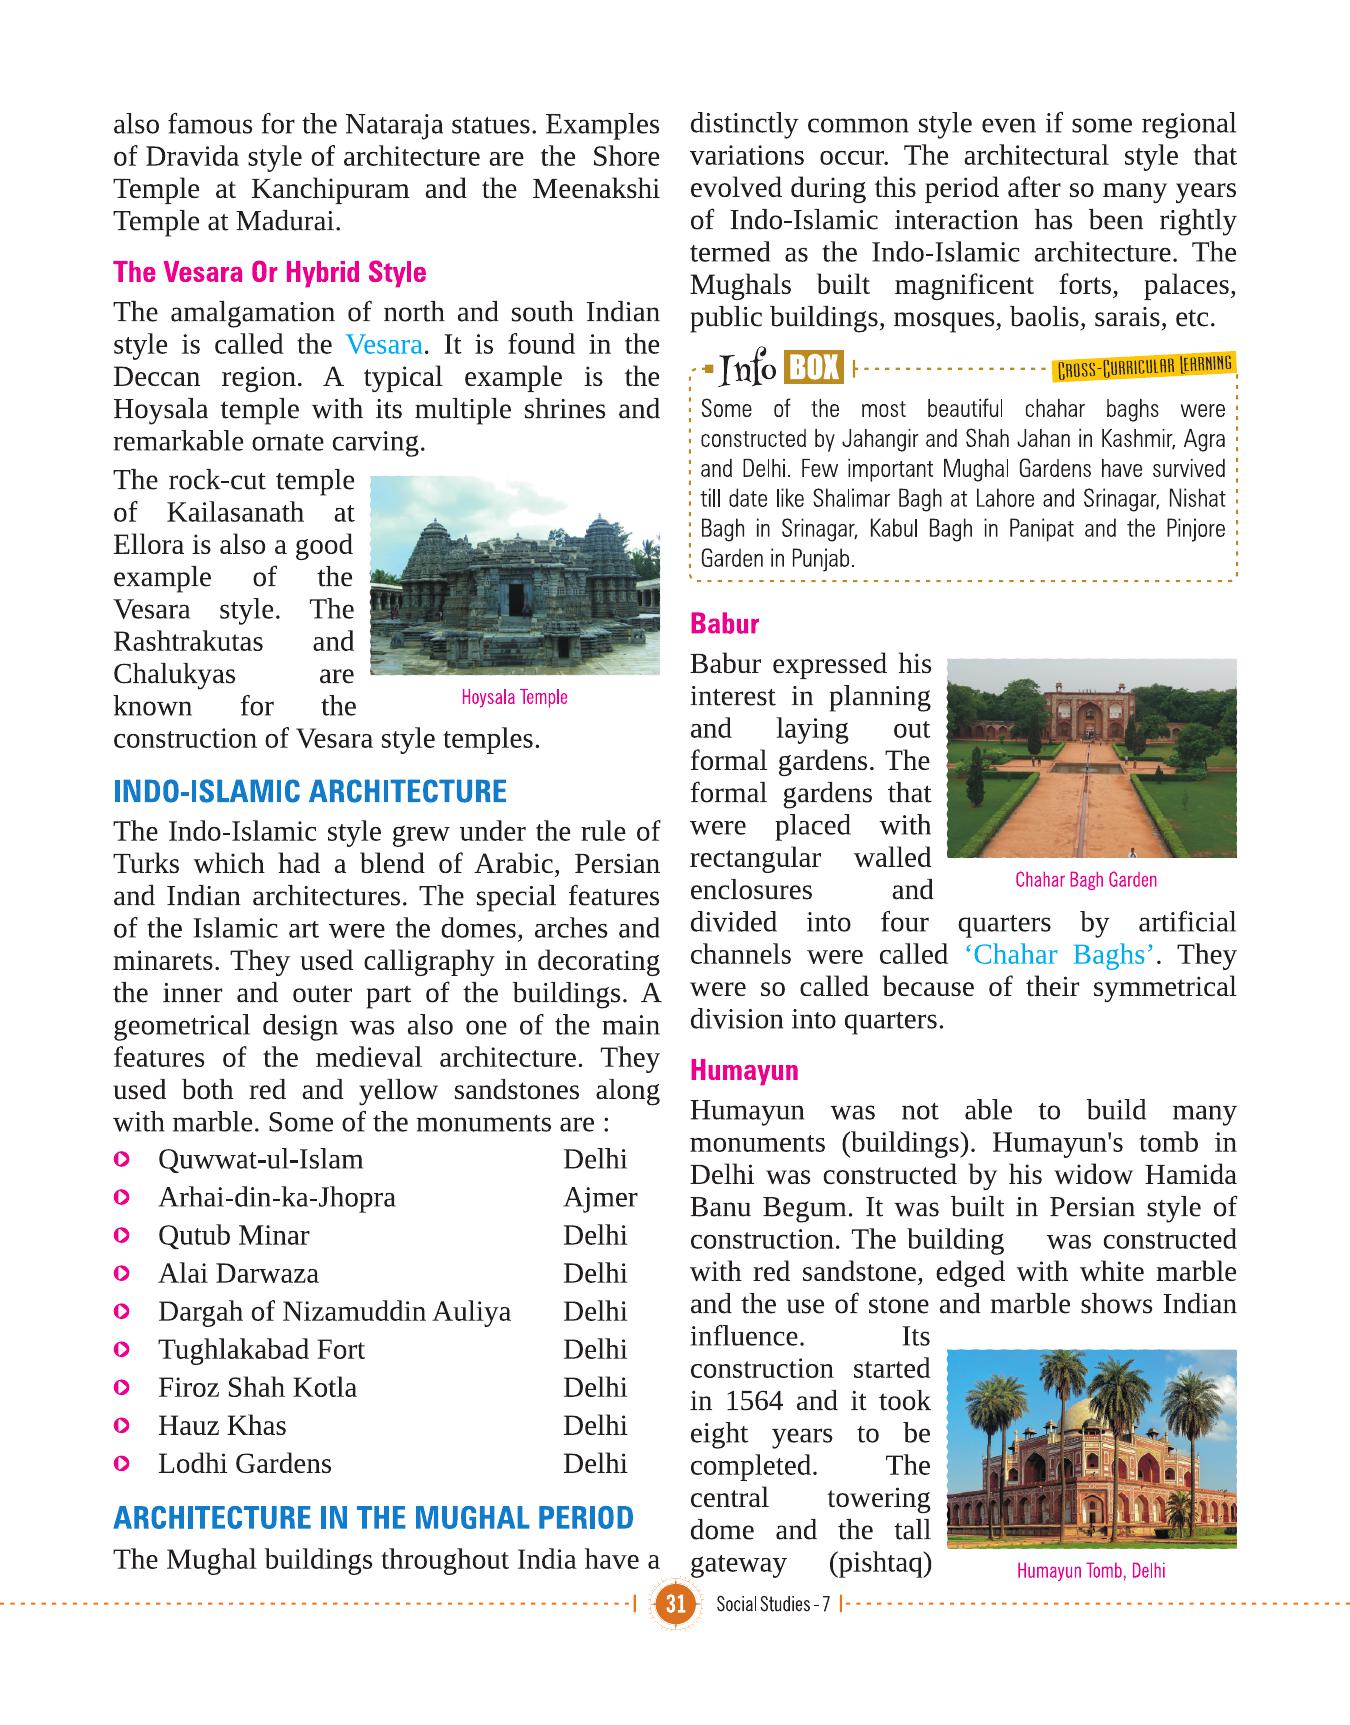 also famous for the Nataraja statues. Examples
of Dravida style of architecture are the Shore
Temple at Kanchipuram and the Meenakshi
Temple at Madurai.
The Vesara Or Hybrid Style
The amalgamation of north and south Indian
style is called the Vesara. It is found in the
Deccan region. A typical example is the
Hoysala temple with its multiple shrines and
remarkable ornate carving.
The rock-cut temple
of Kailasanath at
Ellora is also a good
example of the
Vesara style. The
Rashtrakutas and
Chalukyas are
known for the
construction of Vesara style temples.
Hoysala Temple
INDO-ISLAMIC ARCHITECTURE
The Indo-Islamic style grew under the rule of
Turks which had a blend of Arabic, Persian
and Indian architectures. The special features
of the Islamic art were the domes, arches and
minarets. They used calligraphy in decorating
the inner and outer part of the buildings. A
geometrical design was also one of the main
features of the medieval architecture. They
used both red and yellow sandstones along
with marble. Some of the monuments are :
Quwwat-ul-Islam Delhi
Arhai-din-ka-Jhopra Ajmer
Qutub Minar Delhi
Alai Darwaza Delhi
Dargah of Nizamuddin Auliya Delhi
Tughlakabad Fort Delhi
Firoz Shah Kotla Delhi
Hauz Khas Delhi
Lodhi Gardens Delhi
ARCHITECTURE IN THE MUGHAL PERIOD
The Mughal buildings throughout India have a
distinctly common style even if some regional
variations occur. The architectural style that
evolved during this period after so many years
of Indo-Islamic interaction has been rightly
termed as the Indo-Islamic architecture. The
Mughals built magnificent forts, palaces,
public buildings, mosques, baolis, sarais, etc.
Info BOX CROSS-CURRICULAR LEARNING
Some of the most beautiful chahar baghs were
constructed by Jahangir and Shah Jahan in Kashmir, Agra
and Delhi. Few important Mughal Gardens have survived
till date like Shalimar Bagh at Lahore and Srinagar, Nishat
Bagh in Srinagar, Kabul Bagh in Panipat and the Pinjore
Garden in Punjab.
Babur
Babur expressed his
interest in planning
and laying out
formal gardens. The
formal gardens that
were placed with
rectangular walled
enclosures and
divided into four quarters by artificial
channels were called ‘Chahar Baghs’. They
were so called because of their symmetrical
division into quarters.
Chahar Bagh Garden
Humayun
Humayun was not able to build many
monuments (buildings). Humayun's tomb in
Delhi was constructed by his widow Hamida
Banu Begum. It was built in Persian style of
construction. The building was constructed
with red sandstone, edged with white marble
and the use of stone and marble shows Indian
influence. Its
construction started
in 1564 and it took
eight years to be
completed. The
central towering
dome and the tall
gateway (pishtaq)
Humayun Tomb, Delhi
31 Social Studies - 7